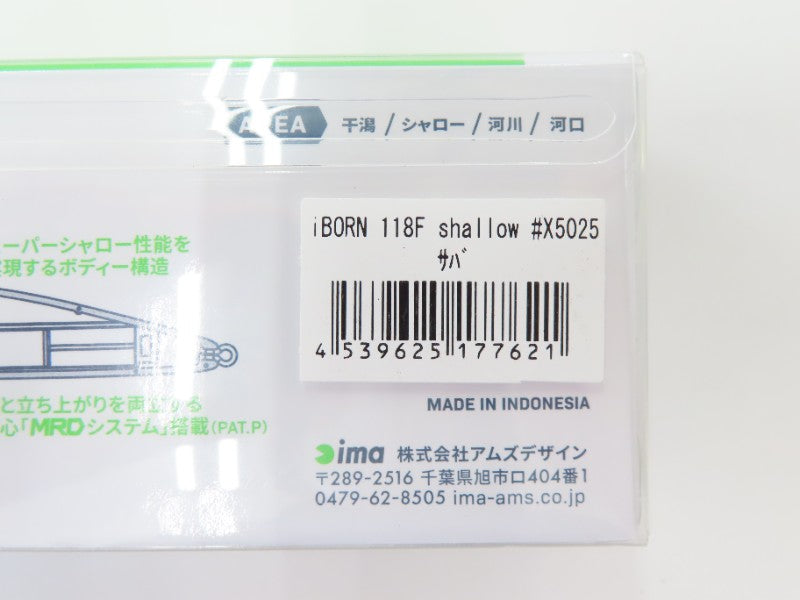 AREA 干潟 / シャロー / 河川 / 河口
iBORN 118F shallow #X5025
ｻﾊﾞ
4 539625 177621
ーパーシャロー性能を
現するボディー構造
と立ち上がりを両立する
心「MRDシステム」搭載(PAT.P)
MADE IN INDONESIA
ima 株式会社アムズデザイン
〒289-2516 千葉県旭市ロ404番1
0479-62-8505 ima-ams.co.jp